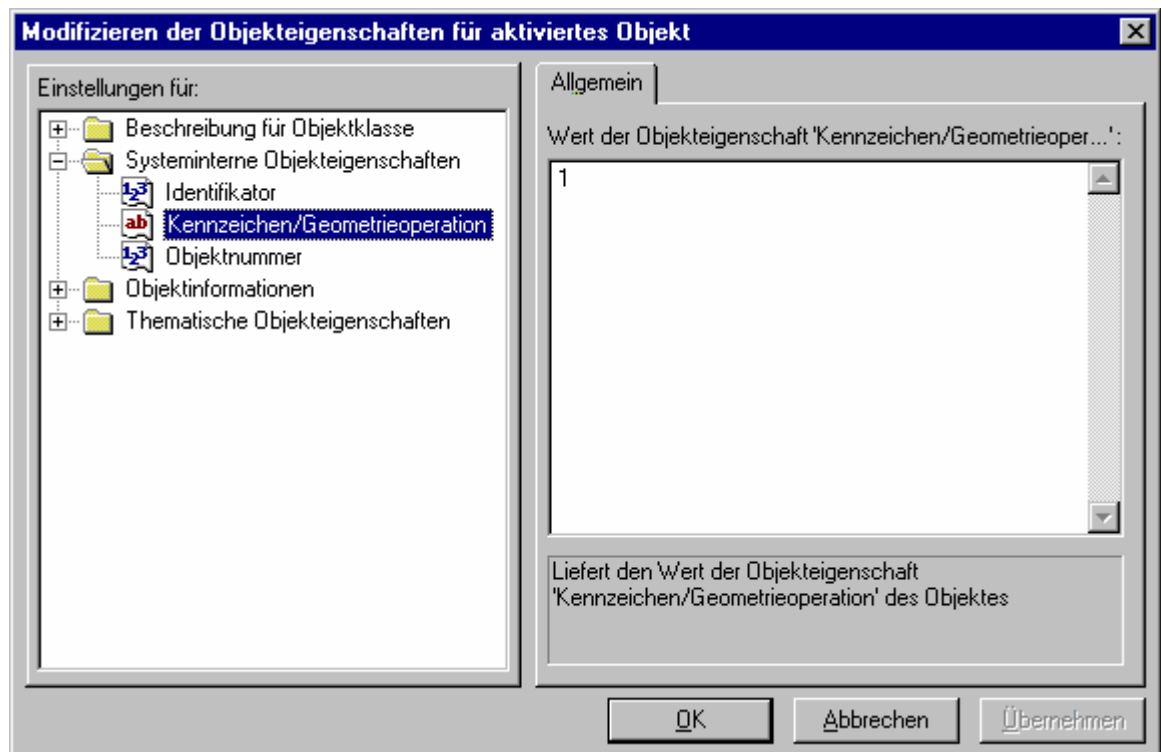 Modifizieren der Objekteigenschaften für aktiviertes Objekt
Einstellungen für:
Beschreibung für Objektklasse
Systeminterne Objekteigenschaften
Identifikator
Kennzeichen/Geometrieoperation
Objektnummer
Objektinformationen
Thematische Objekteigenschaften
Allgemein
Wert der Objekteigenschaft 'Kennzeichen/Geometrieoper...':
1
Liefert den Wert der Objekteigenschaft
'Kennzeichen/Geometrieoperation' des Objektes
OK
Abbrechen
Übernehmen